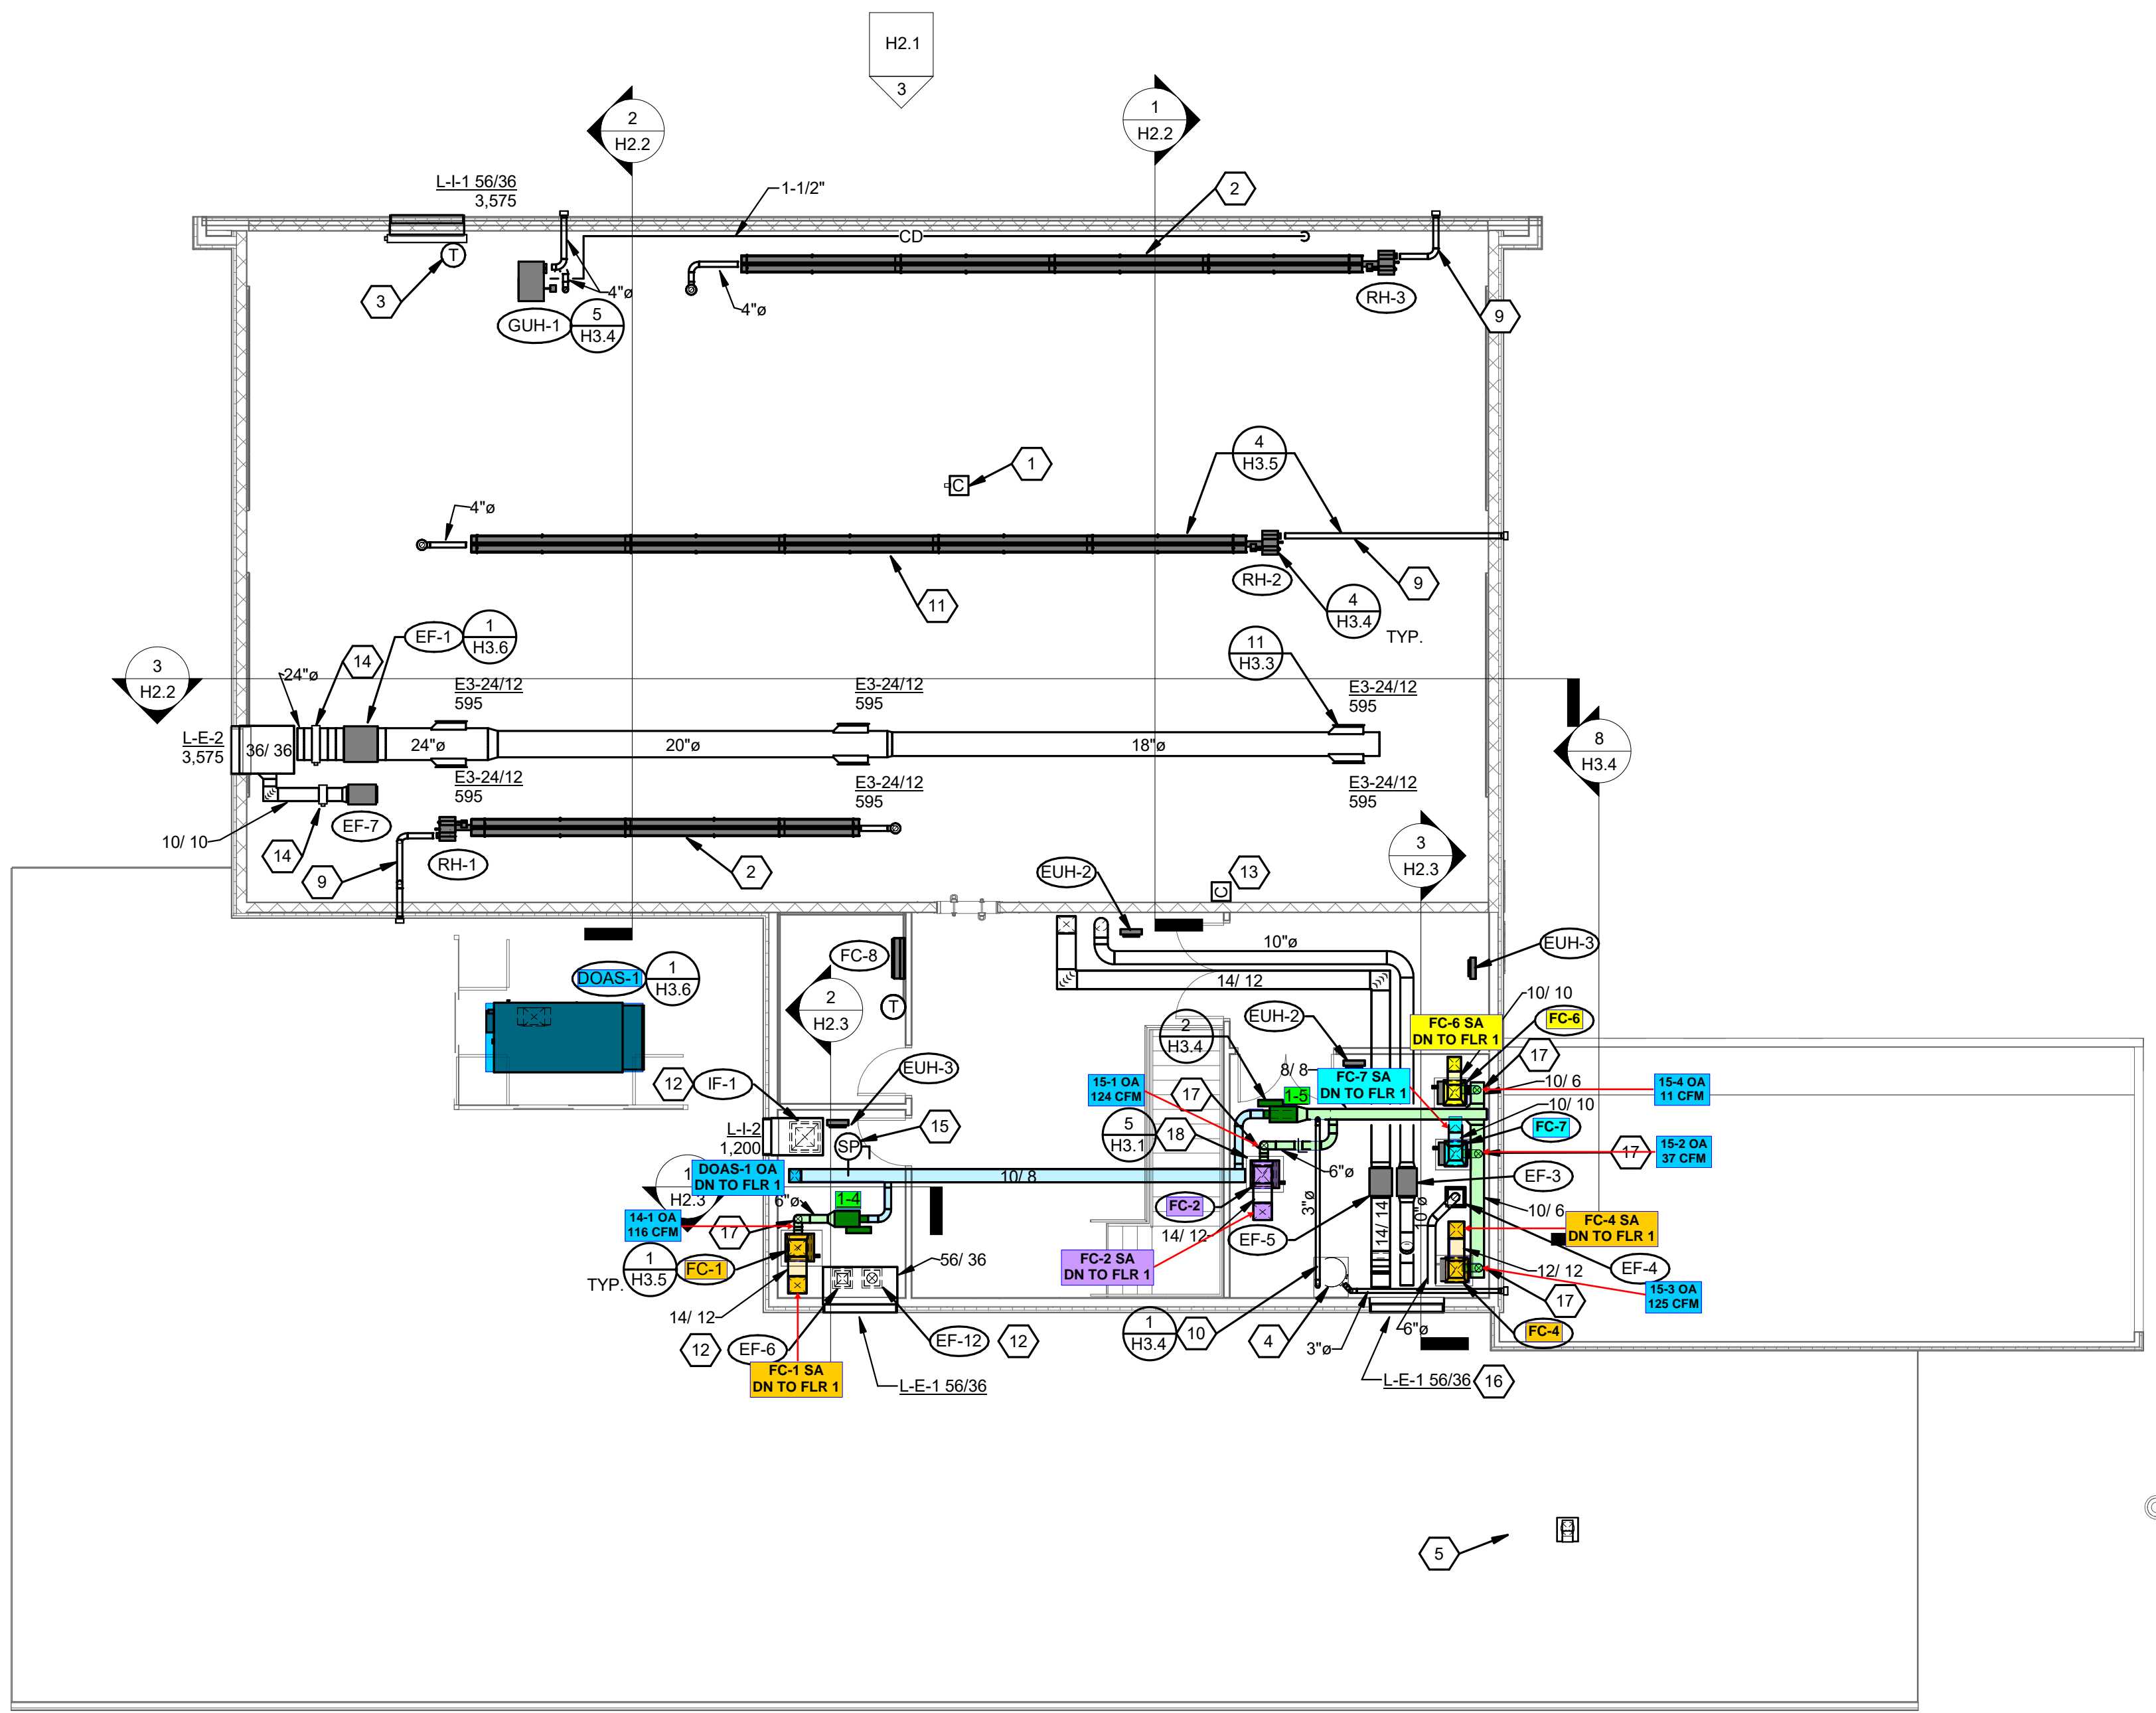 H2.1
3
2
H2.2
1
H2.2
L-I-1 56/36
3,575
1-1/2"
2
CD
T
3
4"ø
4"ø
GUH-1
5
H3.4
RH-3
9
4
H3.5
1
C
4"ø
RH-2
9
11
4
H3.4
TYP.
EF-1
1
H3.6
14
11
H3.3
3
H2.2
24"ø
E3-24/12
595
E3-24/12
595
E3-24/12
595
L-E-2
3,575
36/ 36
24"ø
20"ø
18"ø
8
H3.4
E3-24/12
595
E3-24/12
595
E3-24/12
595
EF-7
10/ 10
14
9
RH-1
2
EUH-2
13
C
3
H2.3
FC-8
10"ø
EUH-3
DOAS-1
1
H3.6
14/ 12
2
H2.3
T
10/ 10
EUH-2
FC-6 SA
DN TO FLR 1
FC-6
2
H3.4
17
EUH-3
8/ 8
FC-7 SA
DN TO FLR 1
12
IF-1
15-1 OA
124 CFM
17
1-5
10/ 6
15-4 OA
11 CFM
10/ 10
FC-7
L-I-2
1,200
SP
15
5
H3.1
18
17
15-2 OA
37 CFM
6"ø
DOAS-1 OA
DN TO FLR 1
10/ 8
EF-3
1
H2.3
1-4
6"ø
FC-2
3"ø
14/ 14
10"ø
10/ 6
14-1 OA
116 CFM
17
14/ 12
EF-5
FC-4 SA
DN TO FLR 1
FC-2 SA
DN TO FLR 1
56/ 36
1
H3.5
TYP.
FC-1
12/ 12
EF-4
15-3 OA
125 CFM
17
14/ 12
12
EF-6
EF-12
12
1
H3.4
10
4
3"ø
6"ø
FC-4
FC-1 SA
DN TO FLR 1
L-E-1 56/36
L-E-1 56/36
16
5